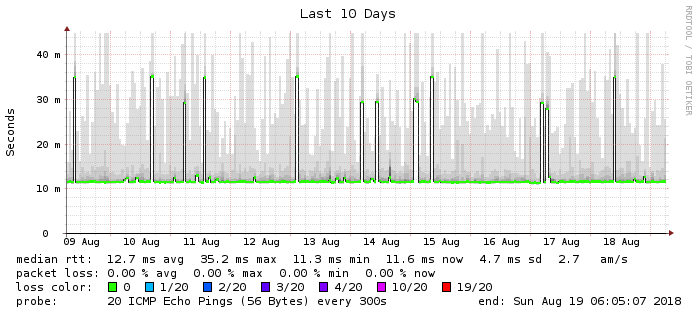 Last 10 Days
RRDTOOL / TOBI OETIKER
Seconds
40 m
30 m
20 m
10 m
0
09 Aug 10 Aug 11 Aug 12 Aug 13 Aug 14 Aug 15 Aug 16 Aug 17 Aug 18 Aug
median rtt: 12.7 ms avg 35.2 ms max 11.3 ms min 11.6 ms now 4.7 ms sd 2.7 am/s
packet loss: 0.00 % avg 0.00 % max 0.00 % min 0.00 % now
loss color: 0 1/20 2/20 3/20 4/20 10/20 19/20
probe: 20 ICMP Echo Pings (56 Bytes) every 300s end: Sun Aug 19 06:05:07 2018